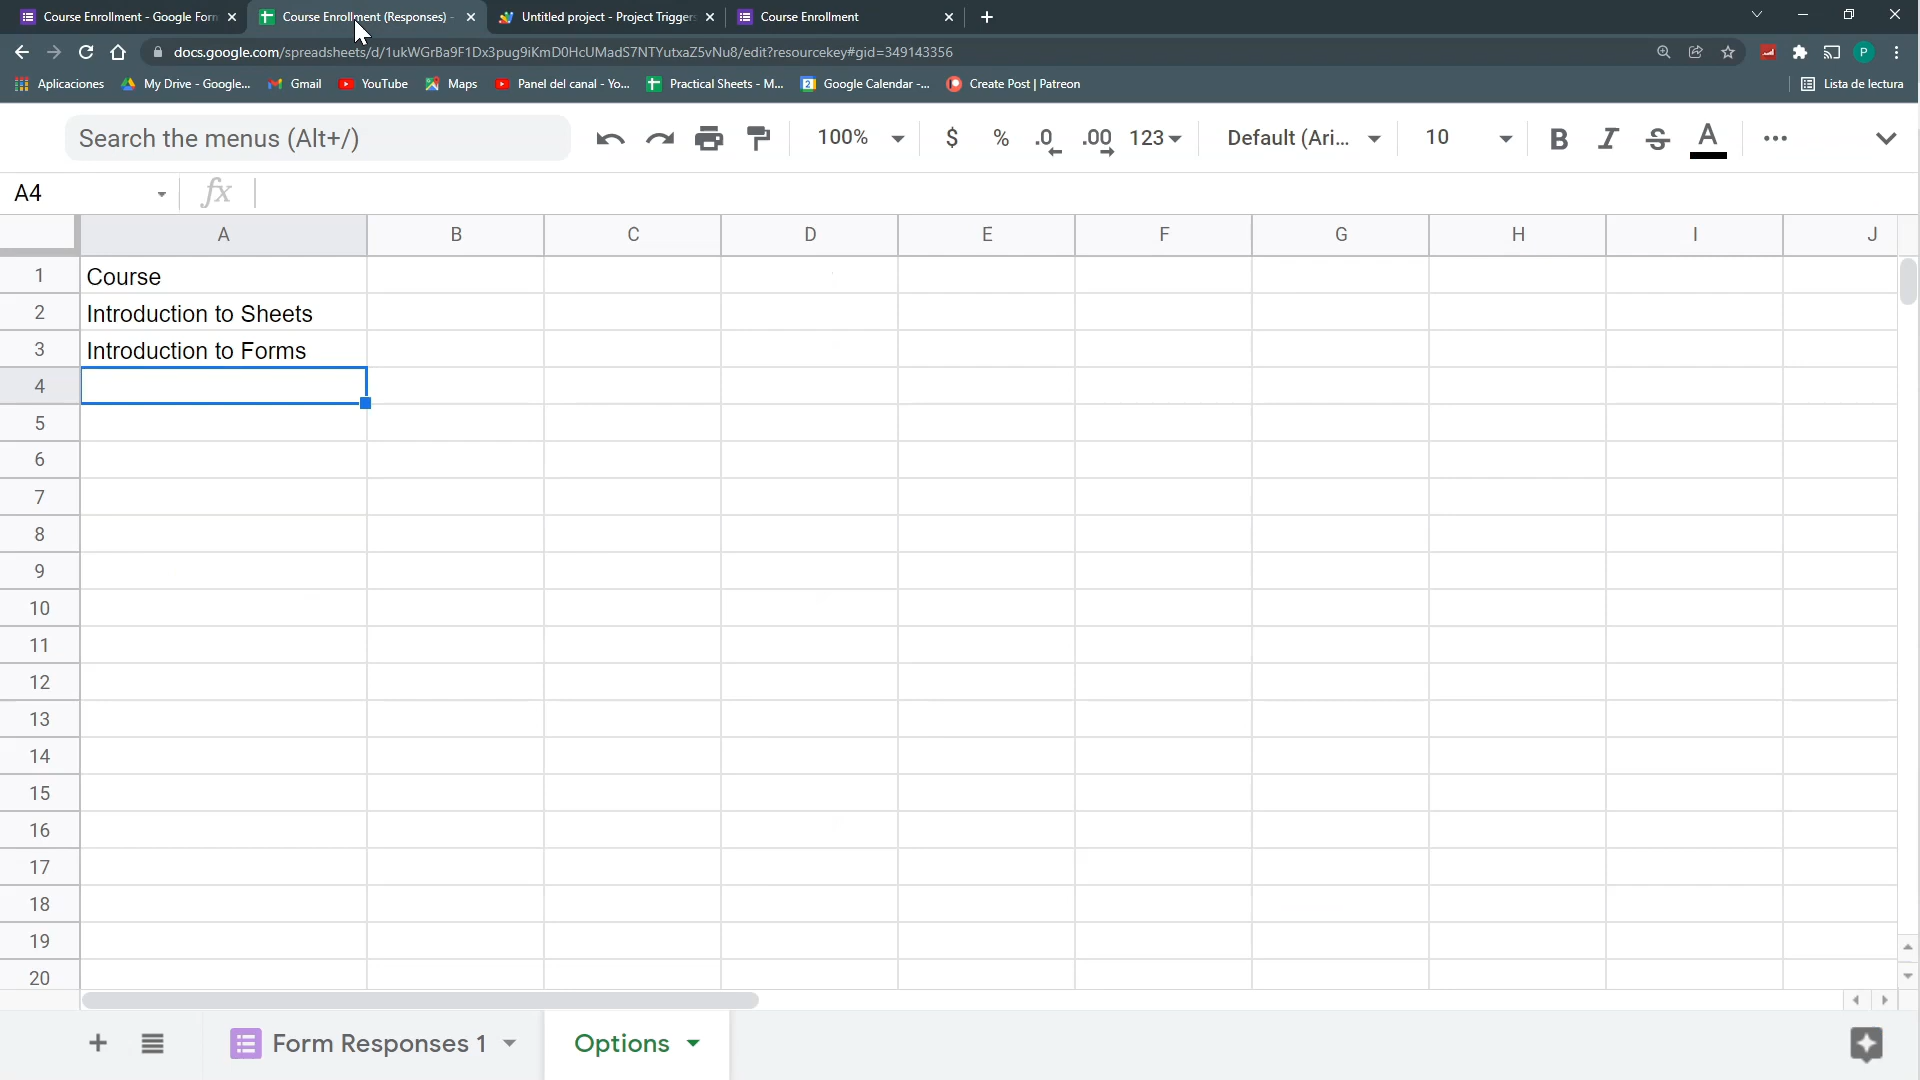 Course Enrollment - Google Form
Course Enrollment (Responses) -
Untitled project - Project Triggers
Course Enrollment
docs.google.com/spreadsheets/d/1ukWGrBa9F1Dx3pug9iKmD0HcUMadS7NTYutxaZ5vNu8/edit?resourcekey#gid=349143356
P
Aplicaciones
My Drive - Google...
Gmail
YouTube
Maps
Panel del canal - Yo...
Practical Sheets - M...
Google Calendar -...
Create Post | Patreon
Lista de lectura
Search the menus (Alt+/)
100%
$
%
.0
.00
123
Default (Ari...
10
B
I
S
A
A4
fx
A B C D E F G H I J
1 Course
2 Introduction to Sheets
3 Introduction to Forms
4
5
6
7
8
9
10
11
12
13
14
15
16
17
18
19
20
Form Responses 1
Options